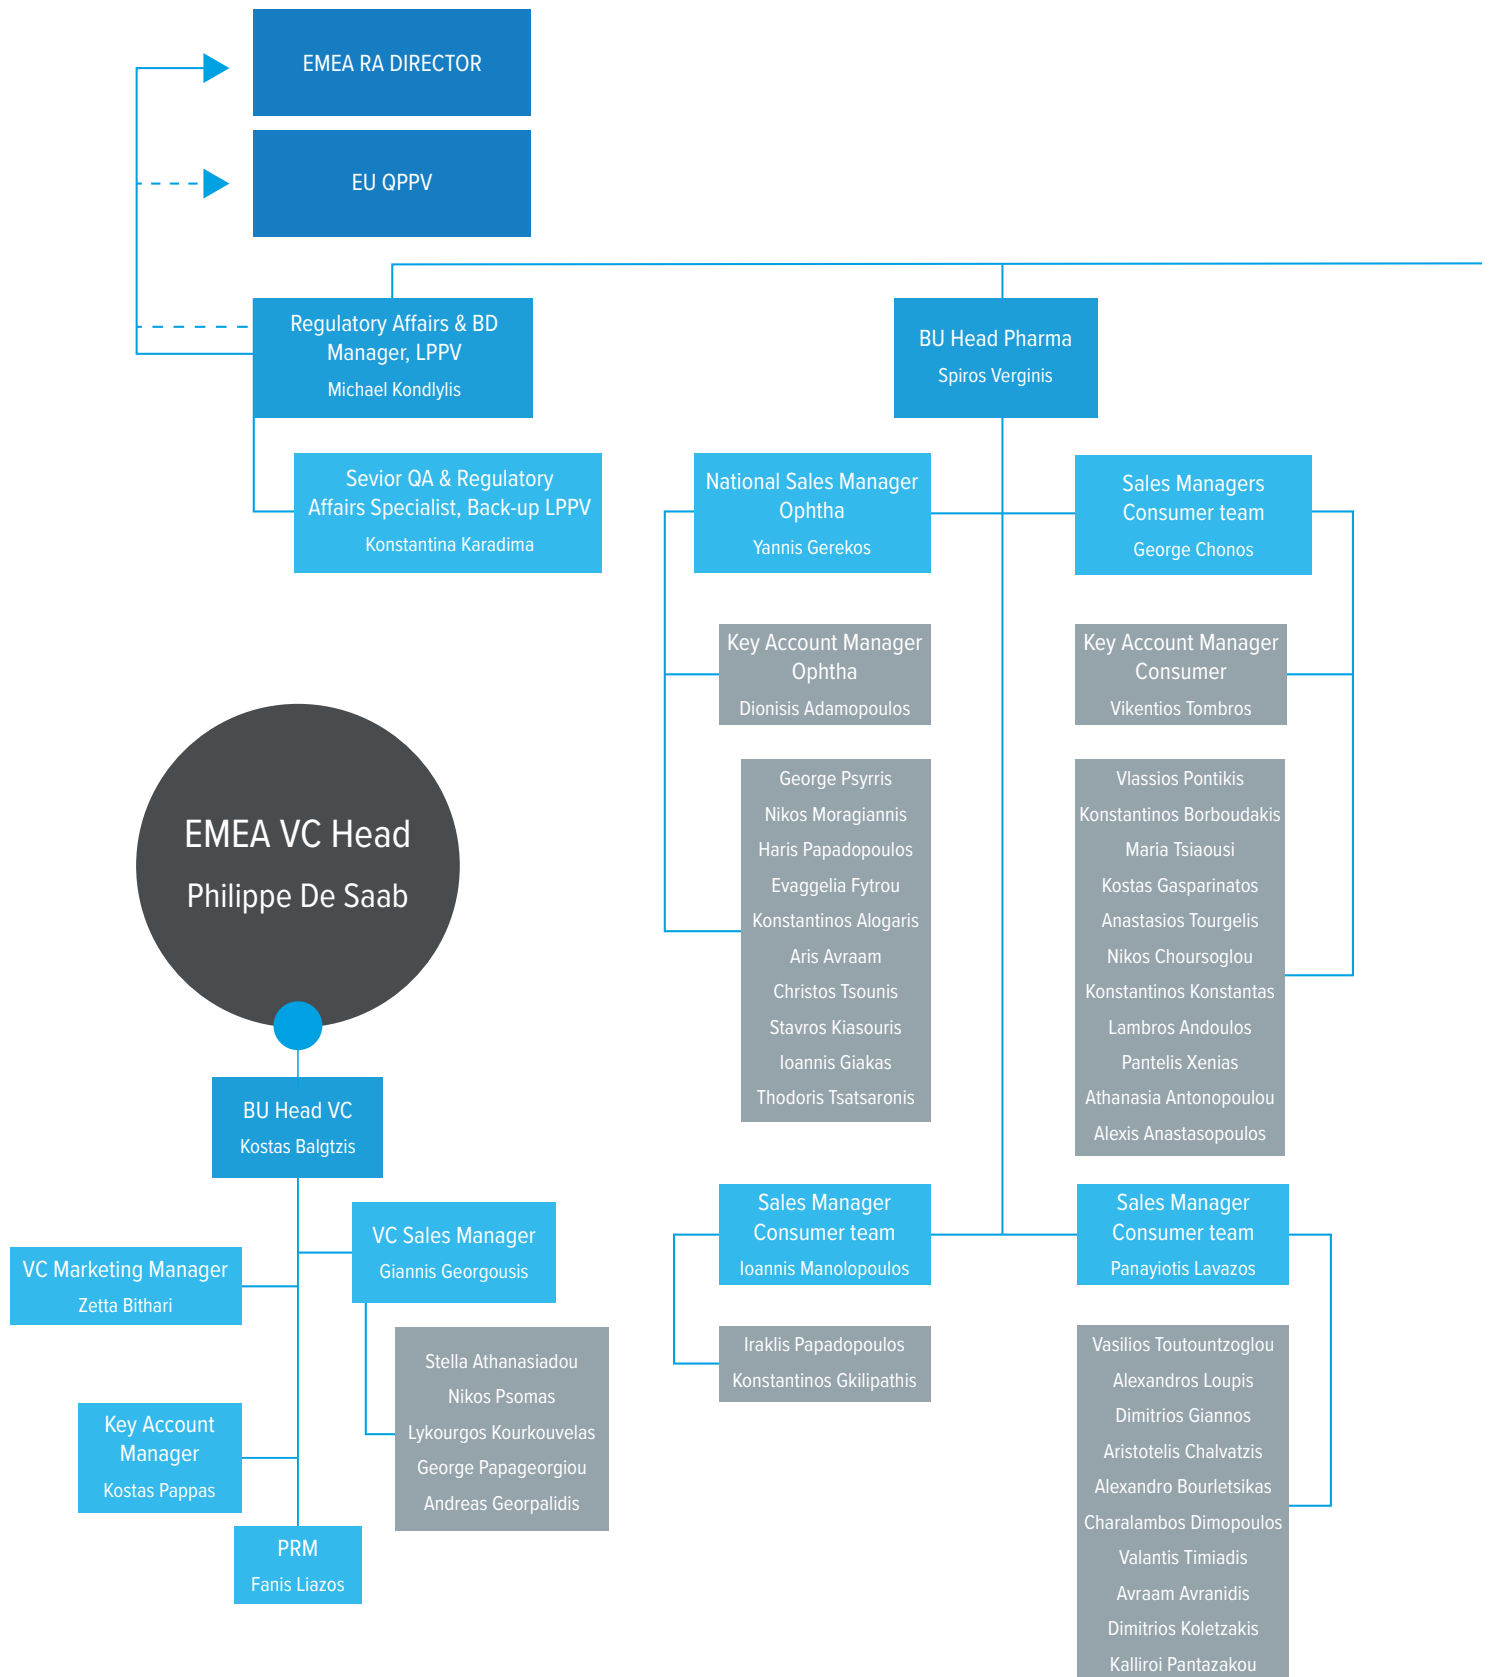 EMEA RA DIRECTOR
EU QPPV
Regulatory Affairs & BD
Manager, LPPV
Michael Kondlylis
Sevior QA & Regulatory
Affairs Specialist, Back-up LPPV
Konstantina Karadima
BU Head Pharma
Spiros Verginis
National Sales Manager
Ophtha
Yannis Gerekos
Sales Managers
Consumer team
George Chonos
Key Account Manager
Ophtha
Dionisis Adamopoulos
Key Account Manager
Consumer
Vikentios Tombros
George Psyrris
Nikos Moragiannis
Haris Papadopoulos
Evaggelia Fytrou
Konstantinos Alogaris
Aris Avraam
Christos Tsounis
Stavros Kiasouris
Ioannis Giakas
Thodoris Tsatsaronis
Vlassios Pontikis
Konstantinos Borboudakis
Maria Tsiaousi
Kostas Gasparinatos
Anastasios Tourgelis
Nikos Choursoglou
Konstantinos Konstantas
Lambros Andoulos
Pantelis Xenias
Athanasia Antonopoulou
Alexis Anastasopoulos
Sales Manager
Consumer team
Ioannis Manolopoulos
Iraklis Papadopoulos
Konstantinos Gkilipathis
Sales Manager
Consumer team
Panayiotis Lavazos
Vasilios Toutountzoglou
Alexandros Loupis
Dimitrios Giannos
Aristotelis Chalvatzis
Alexandro Bourletsikas
Charalambos Dimopoulos
Valantis Timiadis
Avraam Avranidis
Dimitrios Koletzakis
Kalliroi Pantazakou
EMEA VC Head
Philippe De Saab
BU Head VC
Kostas Balgtzis
VC Sales Manager
Giannis Georgousis
VC Marketing Manager
Zetta Bithari
Stella Athanasiadou
Nikos Psomas
Lykourgos Kourkouvelas
George Papageorgiou
Andreas Georpalidis
Key Account
Manager
Kostas Pappas
PRM
Fanis Liazos